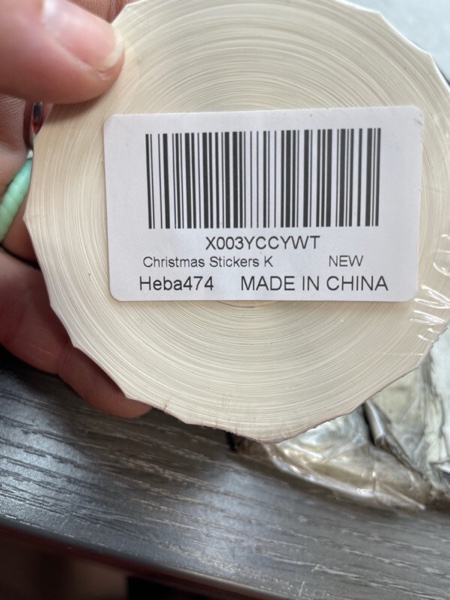 X003YCCYWT
Christmas Stickers K NEW
Heba474 MADE IN CHINA